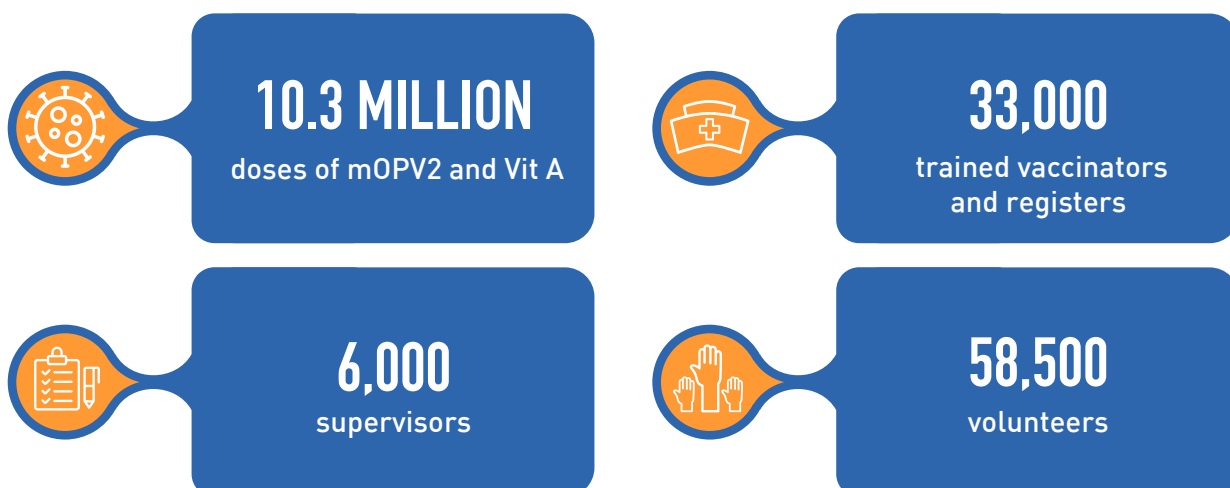 10.3 MILLION
doses of mOPV2 and Vit A
33,000
trained vaccinators
and registers
6,000
supervisors
58,500
volunteers